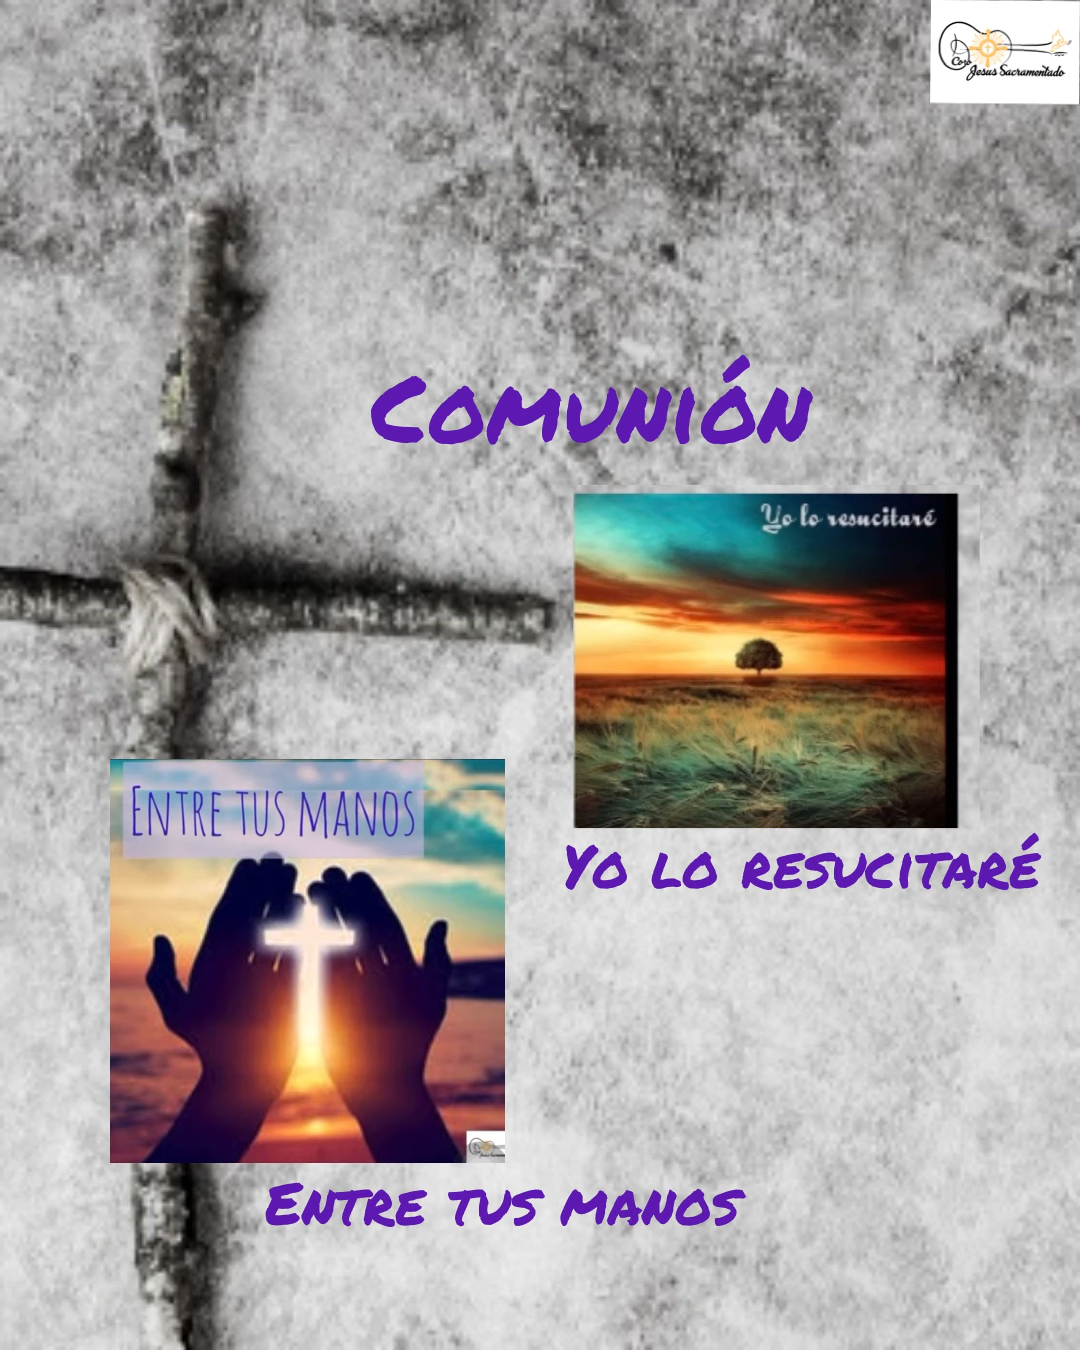 Coro
Jesus Sacramentado
Comunión
Yo lo resucitaré
Yo lo resucitaré
Entre tus manos
Entre tus manos